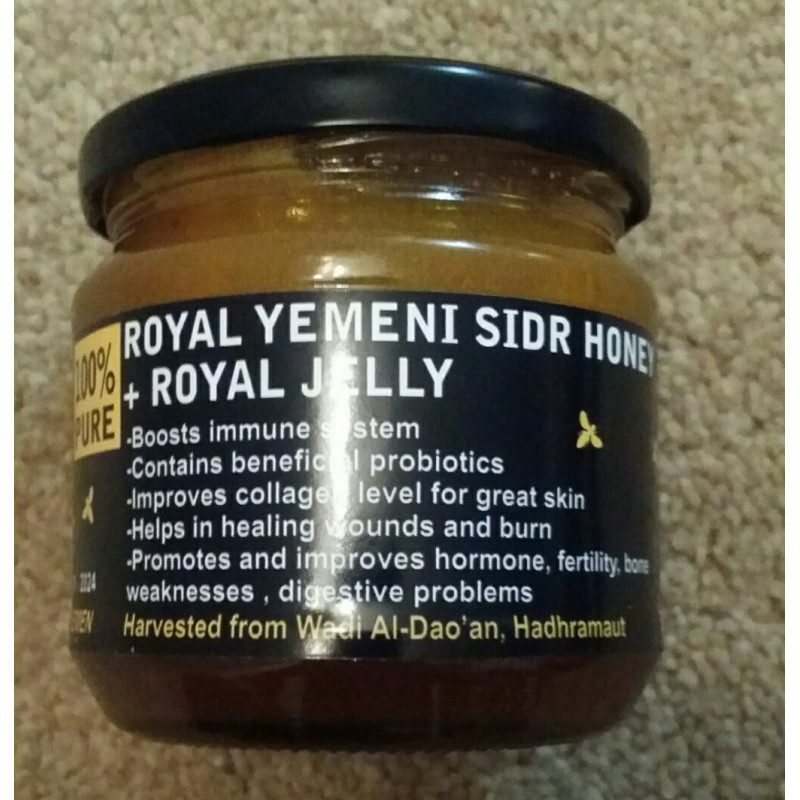 100%
PURE
ROYAL YEMENI SIDR HONEY
+ ROYAL JELLY
-Boosts immune system
-Contains beneficial probiotics
-Improves collagen level for great skin
-Helps in healing wounds and burn
-Promotes and improves hormone, fertility, bone
weaknesses , digestive problems
Harvested from Wadi Al-Dao'an, Hadhramaut
2024